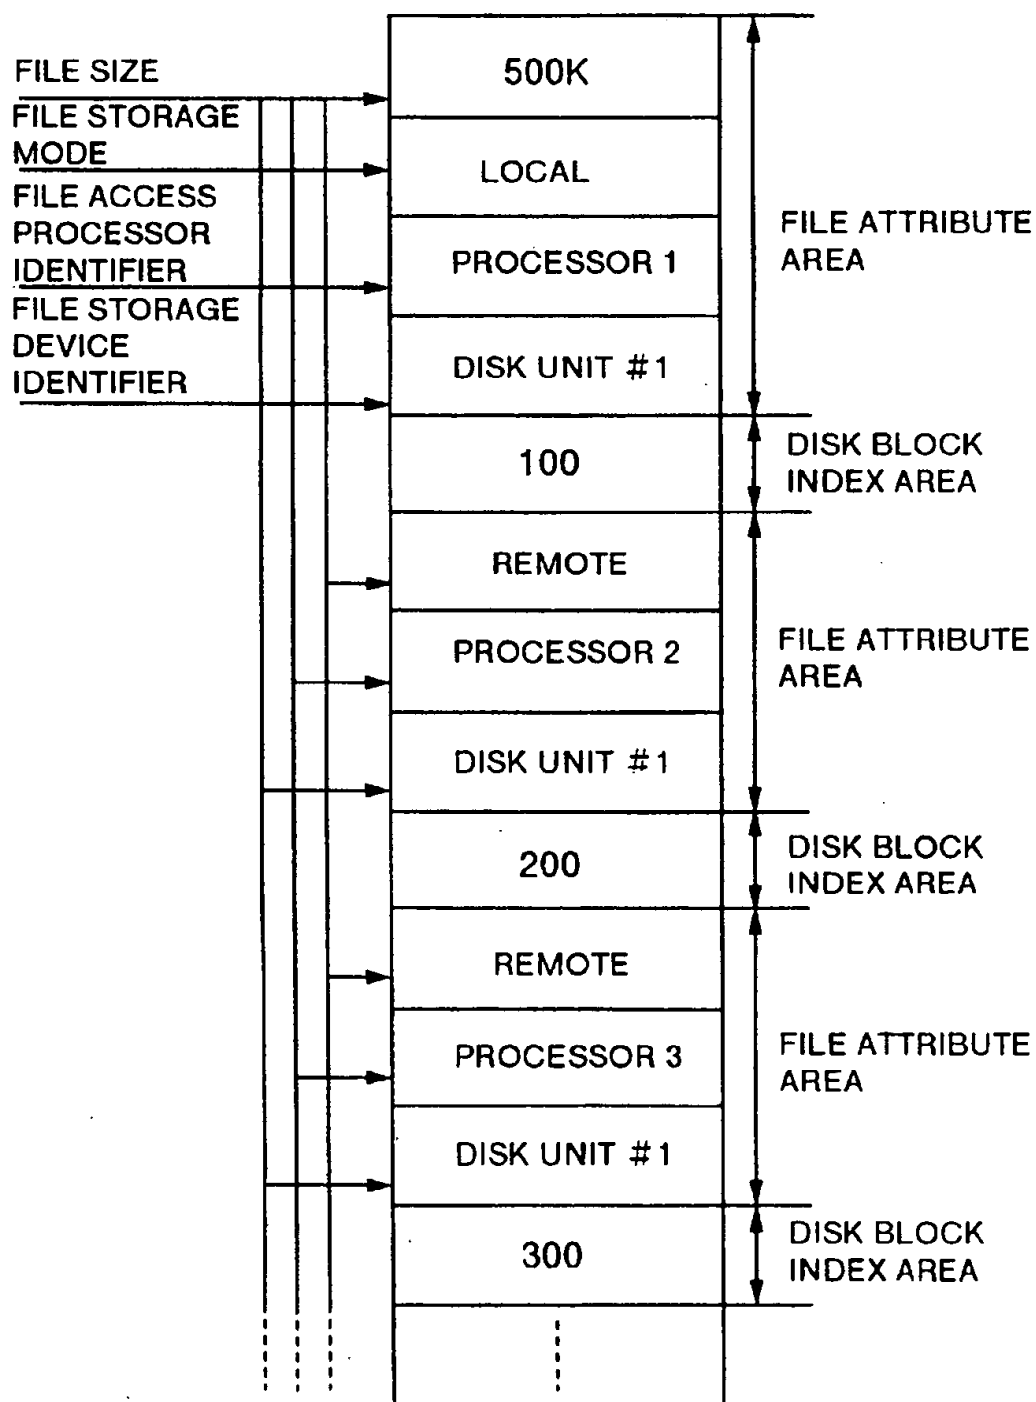 FILE SIZE
FILE STORAGE
MODE
FILE ACCESS
PROCESSOR
IDENTIFIER
FILE STORAGE
DEVICE
IDENTIFIER
500K
LOCAL
PROCESSOR 1
DISK UNIT #1
100
REMOTE
PROCESSOR 2
DISK UNIT #1
200
REMOTE
PROCESSOR 3
DISK UNIT #1
300
FILE ATTRIBUTE
AREA
DISK BLOCK
INDEX AREA
FILE ATTRIBUTE
AREA
DISK BLOCK
INDEX AREA
FILE ATTRIBUTE
AREA
DISK BLOCK
INDEX AREA